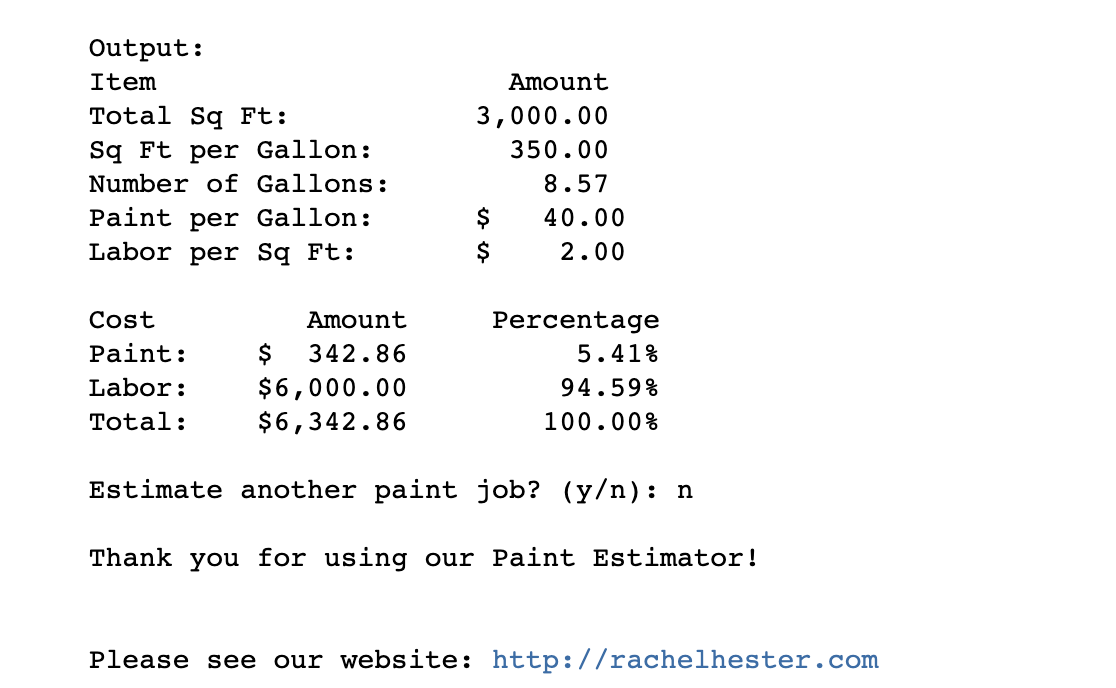 Output:
Item Amount
Total Sq Ft: 3,000.00
Sq Ft per Gallon: 350.00
Number of Gallons: 8.57
Paint per Gallon: $ 40.00
Labor per Sq Ft: $ 2.00
Cost Amount Percentage
Paint: $ 342.86 5.41%
Labor: $6,000.00 94.59%
Total: $6,342.86 100.00%
Estimate another paint job? (y/n): n
Thank you for using our Paint Estimator!
Please see our website: http://rachelhester.com